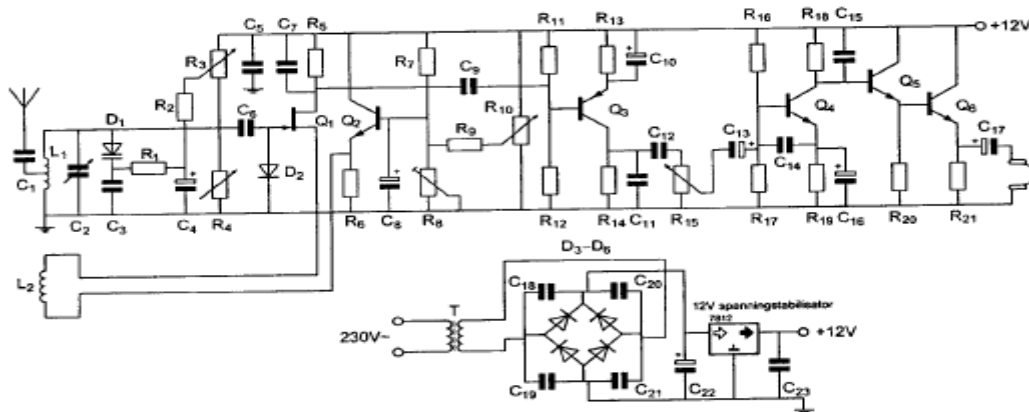 R11 R13 R16 R18 C15
C5 C7 R5 +12V
R3 R7 C9 C10 Q5
R2 C6 R10 Q3 Q4 Q6
D1 Q1 Q2 R9 C12 C13 C17
L1 R1 D2 C14
C1
C2 C3 C4 R4 R6 C8 R8 R12 R14 C11 R15 R17 R19 C16 R20 R21
L2 D3–D6
C18 C20 12V spanningstabilisator
T 7812
230V~ +12V
C19 C21 C22 C23